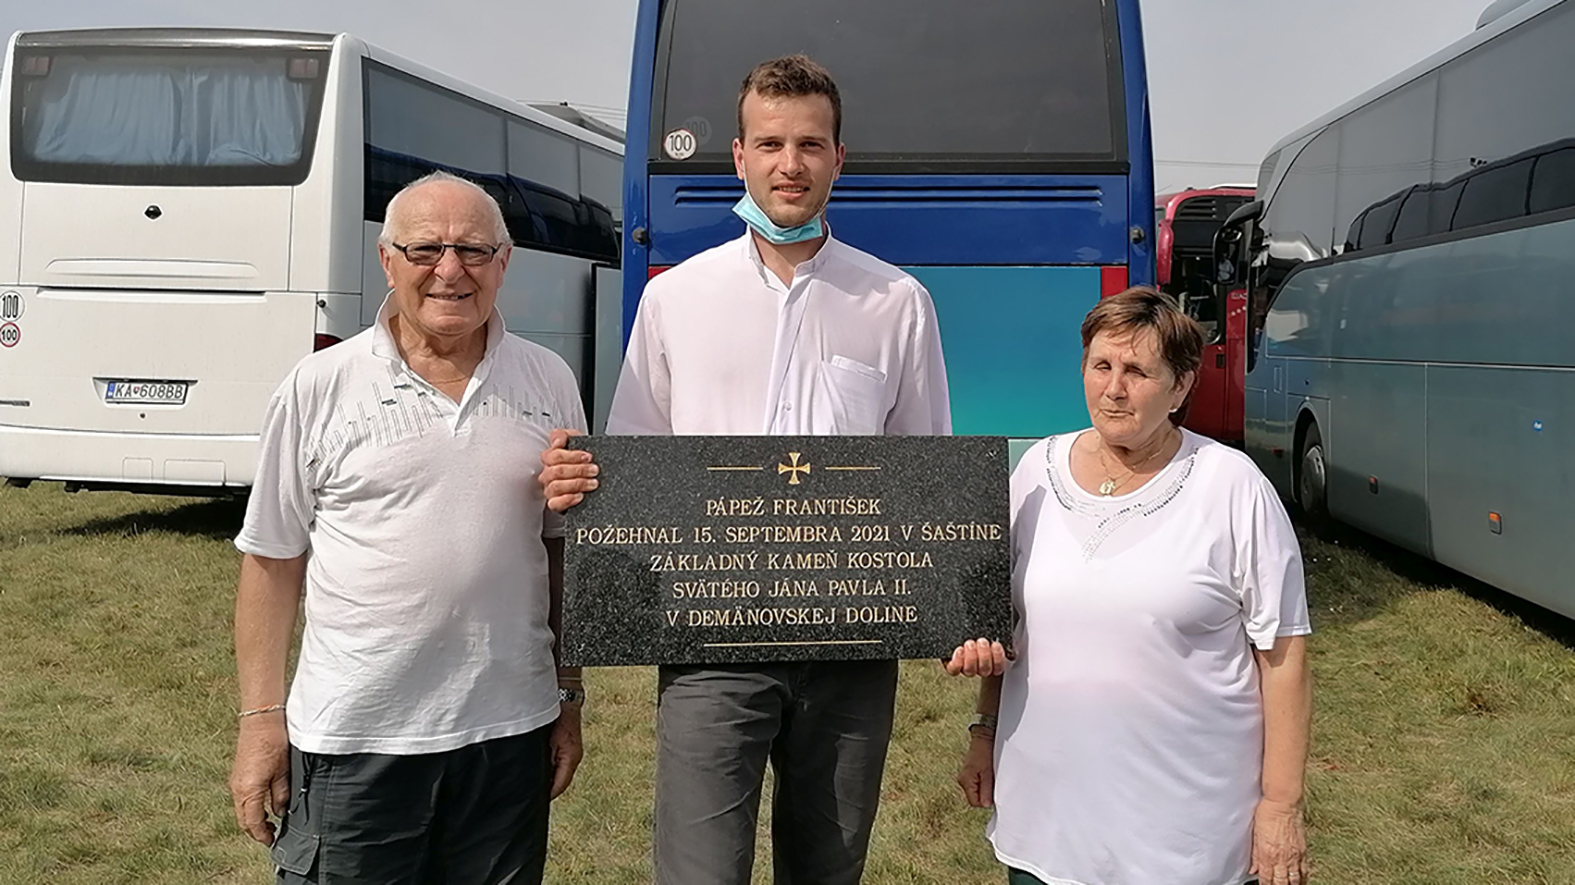 100
100
100
KA 608BB
PÁPEŽ FRANTIŠEK
POŽEHNAL 15. SEPTEMBRA 2021 V ŠAŠTÍNE
ZÁKLADNÝ KAMEŇ KOSTOLA
SVÄTÉHO JÁNA PAVLA II.
V DEMÄNOVSKEJ DOLINE